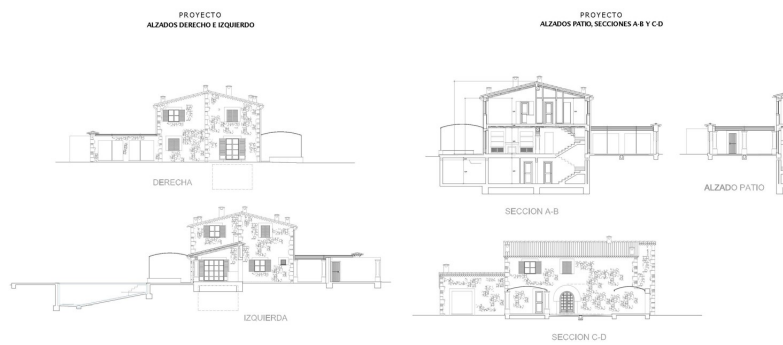 PROYECTO
ALZADOS DERECHO E IZQUIERDO
DERECHA
IZQUIERDA
PROYECTO
ALZADOS PATIO, SECCIONES A-B Y C-D
SECCION A-B
ALZADO PATIO
SECCION C-D